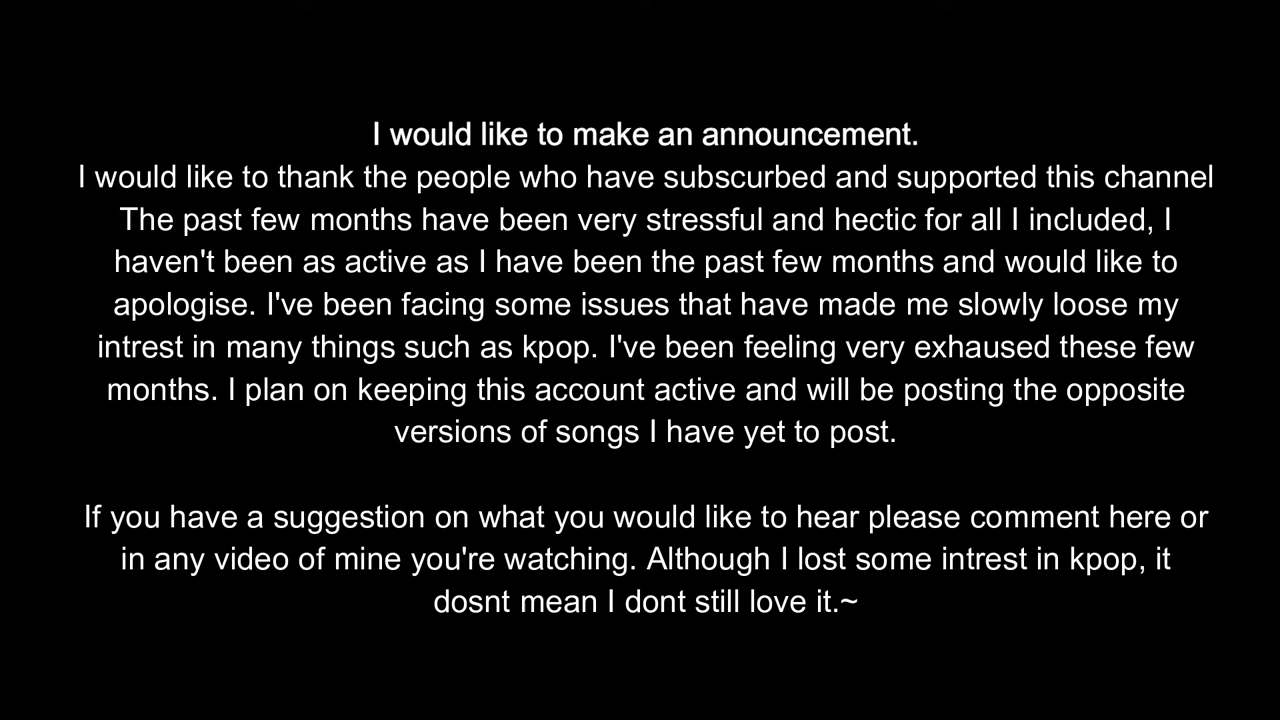 I would like to make an announcement.
I would like to thank the people who have subscurbed and supported this channel
The past few months have been very stressful and hectic for all I included, I
haven't been as active as I have been the past few months and would like to
apologise. I've been facing some issues that have made me slowly loose my
intrest in many things such as kpop. I've been feeling very exhaused these few
months. I plan on keeping this account active and will be posting the opposite
versions of songs I have yet to post.
If you have a suggestion on what you would like to hear please comment here or
in any video of mine you're watching. Although I lost some intrest in kpop, it
dosnt mean I dont still love it.~